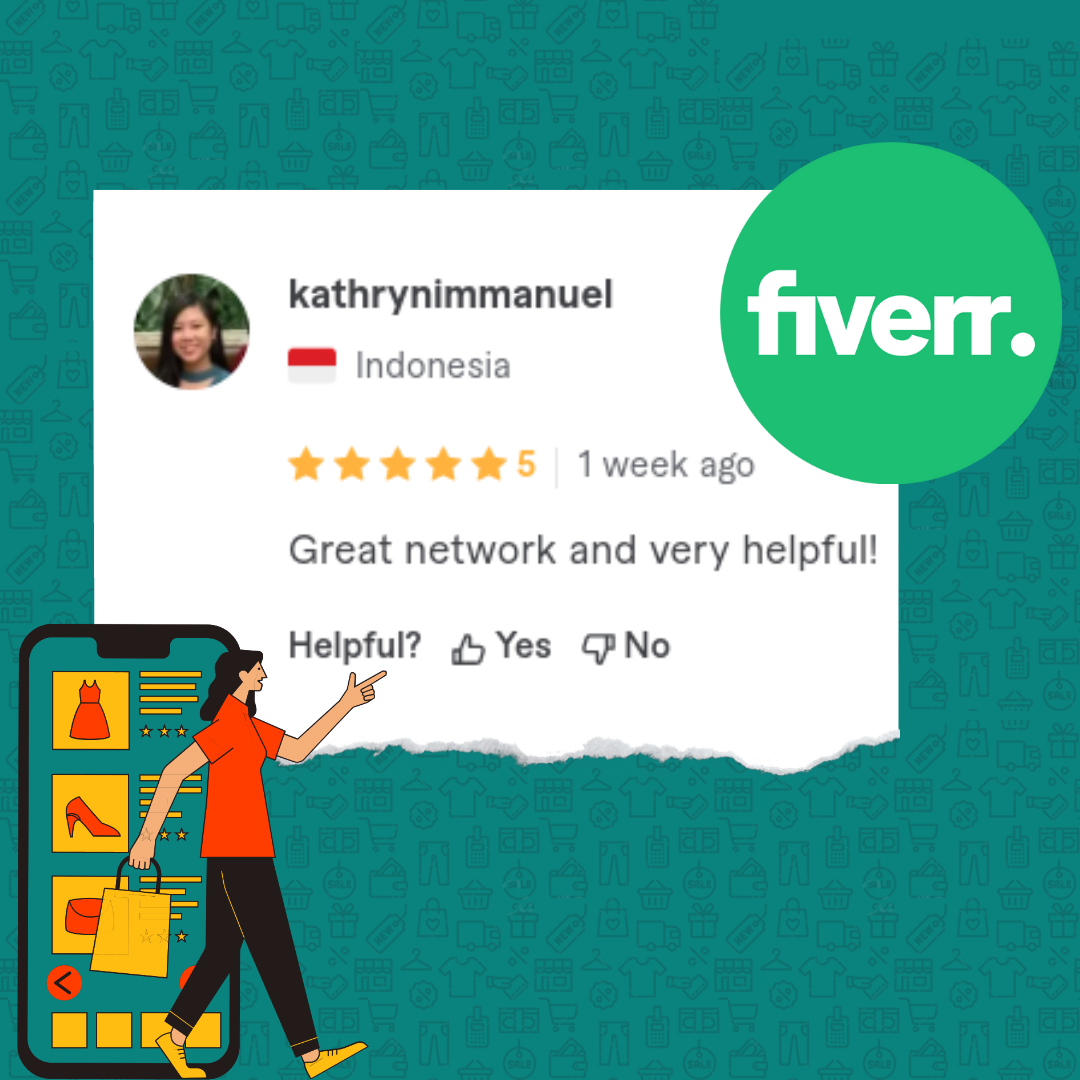 fiverr.
kathrynimmanuel
Indonesia
5 1 week ago
Great network and very helpful!
Helpful? Yes No